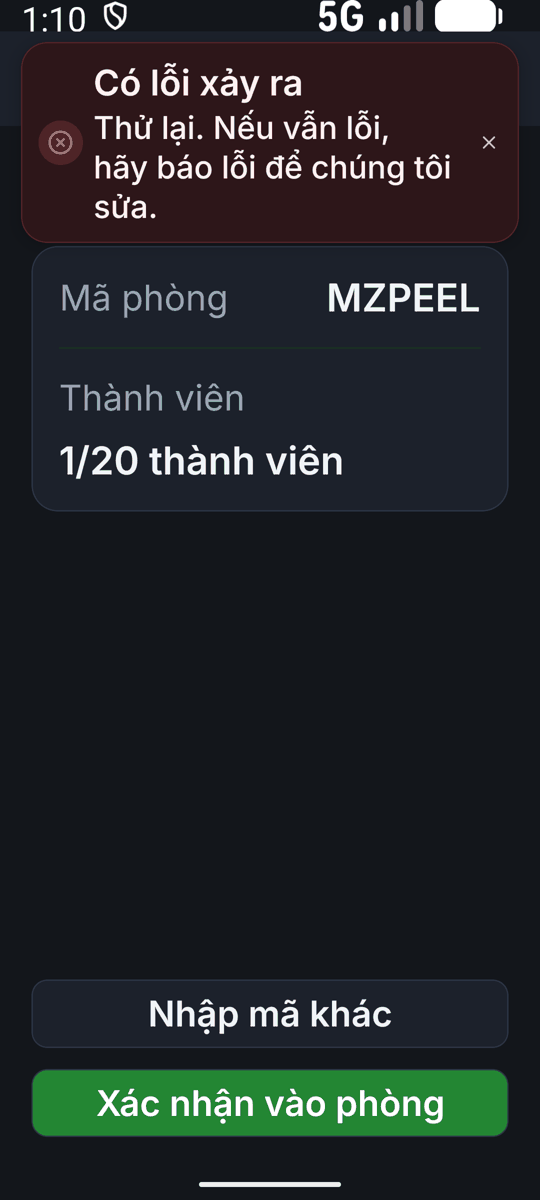 1:10 5G
Có lỗi xảy ra
Thử lại. Nếu vẫn lỗi,
hãy báo lỗi để chúng tôi
sửa.
Mã phòng MZPEEL
Thành viên
1/20 thành viên
Nhập mã khác
Xác nhận vào phòng